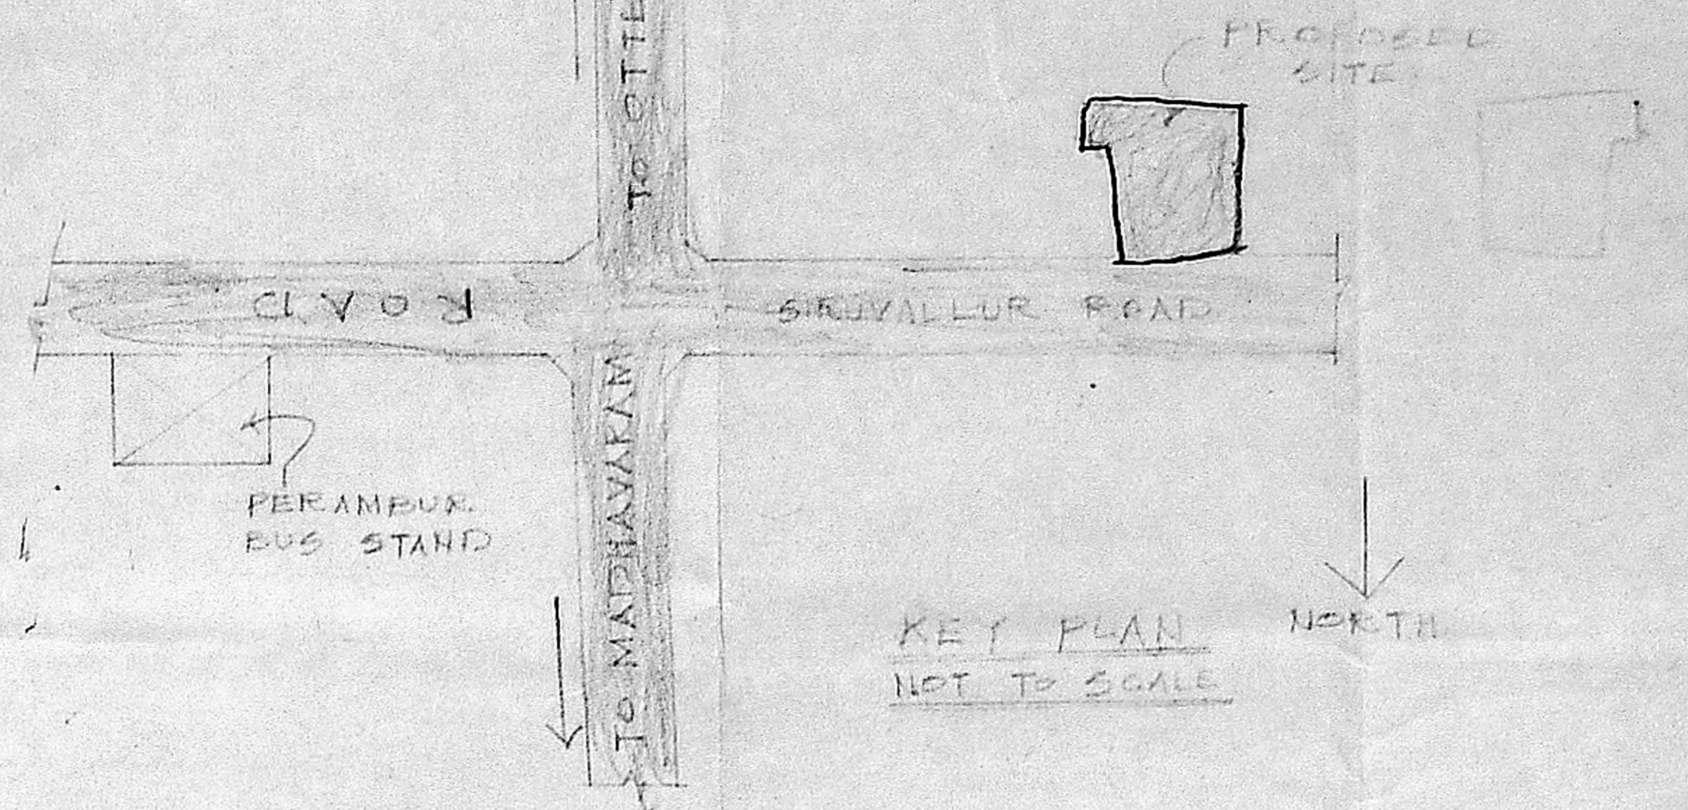 PROPOSED
SITE
TO OTTE
ROAD
SIRUVALLUR ROAD
TO MADHAVARAM
PERAMBUR
BUS STAND
KEY PLAN
NOT TO SCALE
NORTH